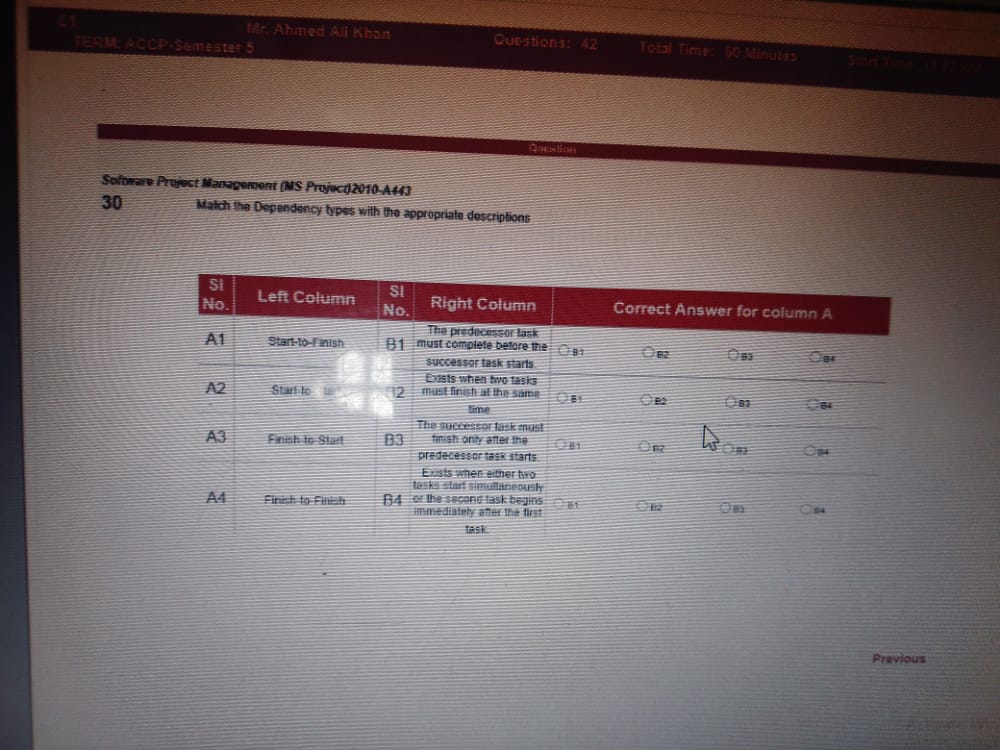 E1
Mr. Ahmed Ali Khan
Questions: 42
Total Time: 60 Minutes
Start Time
TERM: ACCP-Semester 5
Question
Software Project Management (MS Project)2010-A443
30
Match the Dependency types with the appropriate descriptions
Sl No.
Left Column
Sl No.
Right Column
Correct Answer for column A
A1
Start-to-Finish
B1
The predecessor task
must complete before the
successor task starts.
B1 B2 B3 B4
A2
Start-to
B2
Exists when two tasks
must finish at the same
time
B1 B2 B3 B4
A3
Finish-to-Start
B3
The successor task must
finish only after the
predecessor task starts.
B1 B2 B3 B4
A4
Finish-to-Finish
B4
Exists when either two
tasks start simultaneously
or the second task begins
immediately after the first
task.
B1 B2 B3 B4
Previous